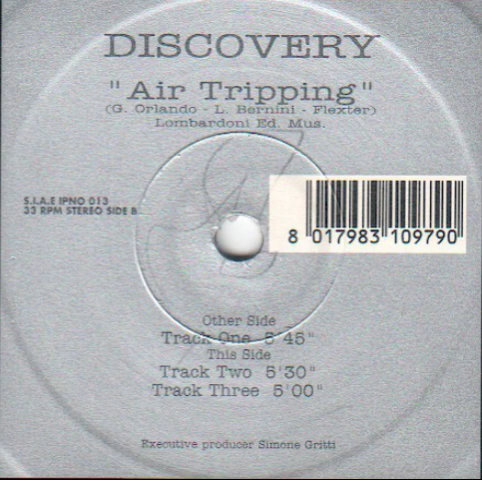 DISCOVERY
"Air Tripping"
(G. Orlando - L. Bernini - Flexter)
Lombardoni Ed. Mus.
S.I.A.E IPNO 013
33 RPM STEREO SIDE B
8 017983 109790
Other Side
Track One 5'45"
This Side
Track Two 5'30"
Track Three 5'00"
Executive producer Simone Gritti